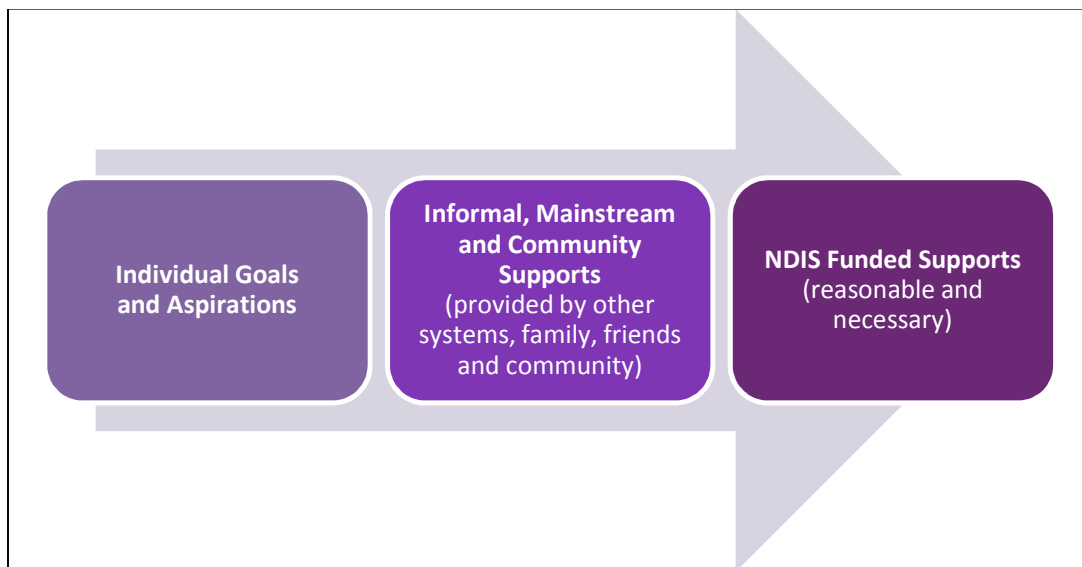 Individual Goals
and Aspirations
Informal, Mainstream
and Community
Supports
(provided by other
systems, family, friends
and community)
NDIS Funded Supports
(reasonable and
necessary)